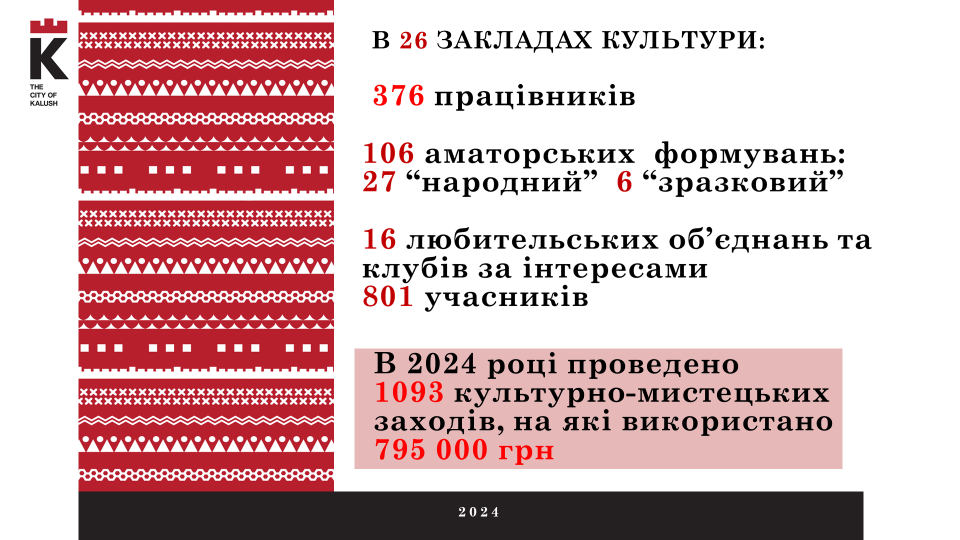 K
THE
CITY OF
KALUSH
В 26 ЗАКЛАДАХ КУЛЬТУРИ:
376 працівників
106 аматорських формувань:
27 “народний” 6 “зразковий”
16 любительських об’єднань та
клубів за інтересами
801 учасників
В 2024 році проведено
1093 культурно-мистецьких
заходів, на які використано
795 000 грн
2024